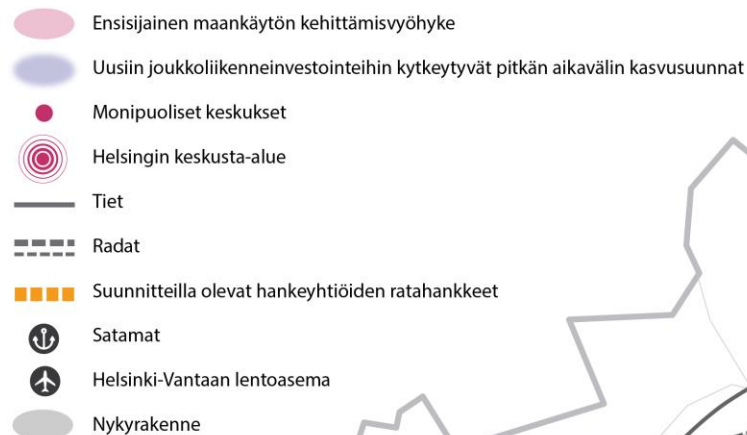 Ensisijainen maankäytön kehittämisvyöhyke
Uusiin joukkoliikenneinvestointeihin kytkeytyvät pitkän aikavälin kasvusuunnat
Monipuoliset keskukset
Helsingin keskusta-alue
Tiet
Radat
Suunnitteilla olevat hankeyhtiöiden ratahankkeet
Satamat
Helsinki-Vantaan lentoasema
Nykyrakenne